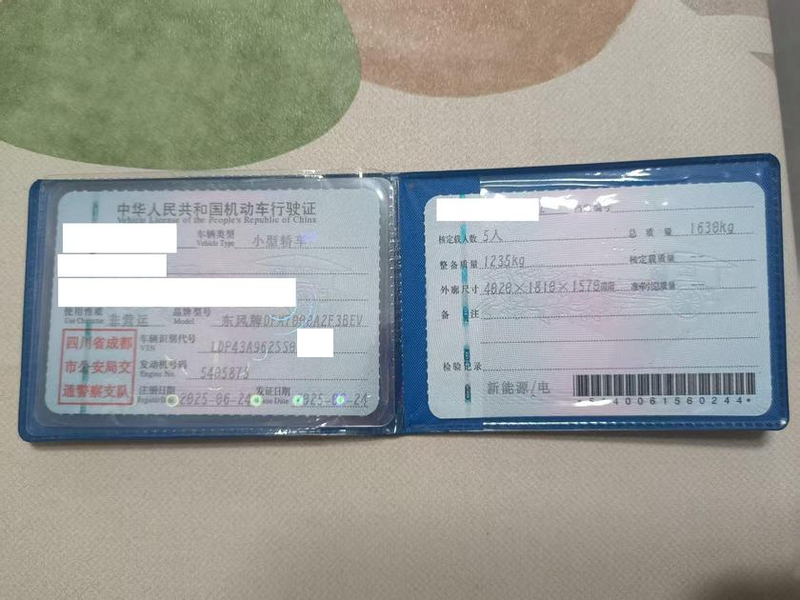 中华人民共和国机动车行驶证
Vehicle License of the People's Republic of China
车辆类型 小型轿车
Vehicle Type
使用性质 非营运 品牌型号
Use Character Model
东风牌
四川省成都
市公安局交
通警察支队
车辆识别代号
VIN
发动机号码
Engine No.
注册日期 2025-06-24 发证日期 2025-06-24
核定载人数 5人 总质量 1630kg
整备质量 1235kg 核定载质量 --
外廓尺寸 4020×1810×1570 准牵引总质量 --
备注
检验记录
新能源/电